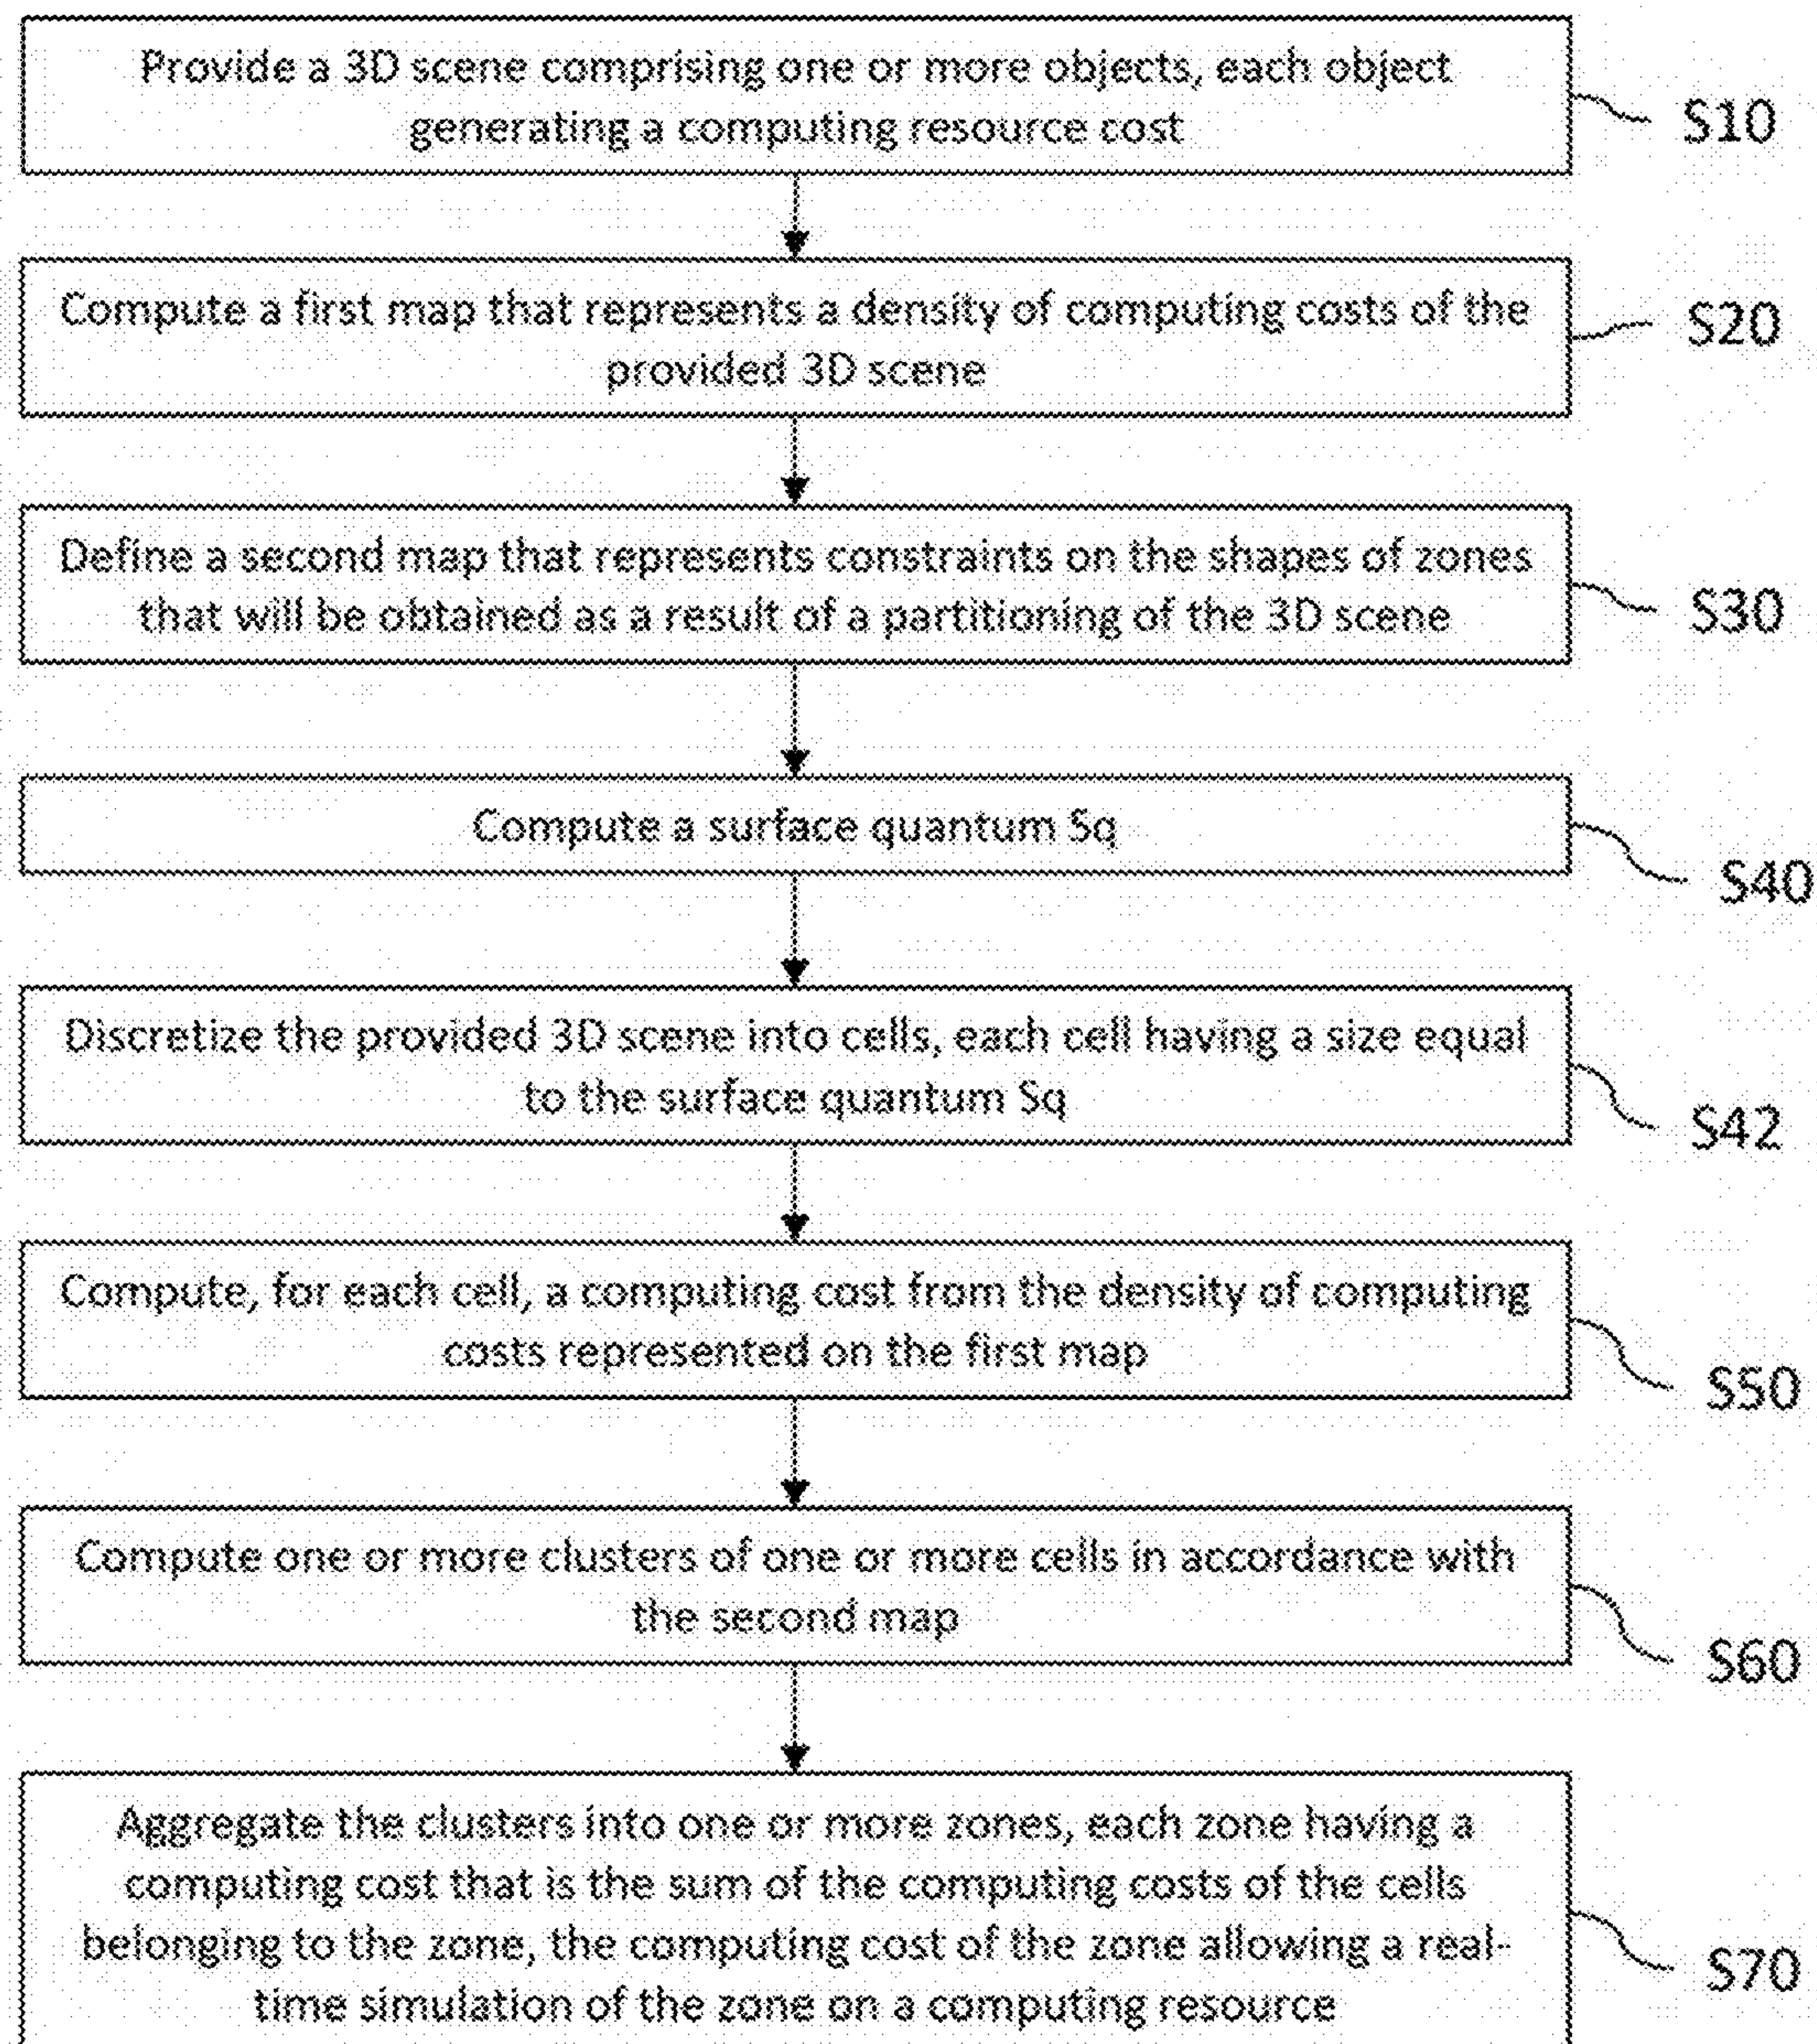 Provide a 3D scene comprising one or more objects, each object
generating a computing resource cost
S10
Compute a first map that represents a density of computing costs of the
provided 3D scene
S20
Define a second map that represents constraints on the shapes of zones
that will be obtained as a result of a partitioning of the 3D scene
S30
Compute a surface quantum Sq
S40
Discretize the provided 3D scene into cells, each cell having a size equal
to the surface quantum Sq
S42
Compute, for each cell, a computing cost from the density of computing
costs represented on the first map
S50
Compute one or more clusters of one or more cells in accordance with
the second map
S60
Aggregate the clusters into one or more zones, each zone having a
computing cost that is the sum of the computing costs of the cells
belonging to the zone, the computing cost of the zone allowing a real-
time simulation of the zone on a computing resource
S70